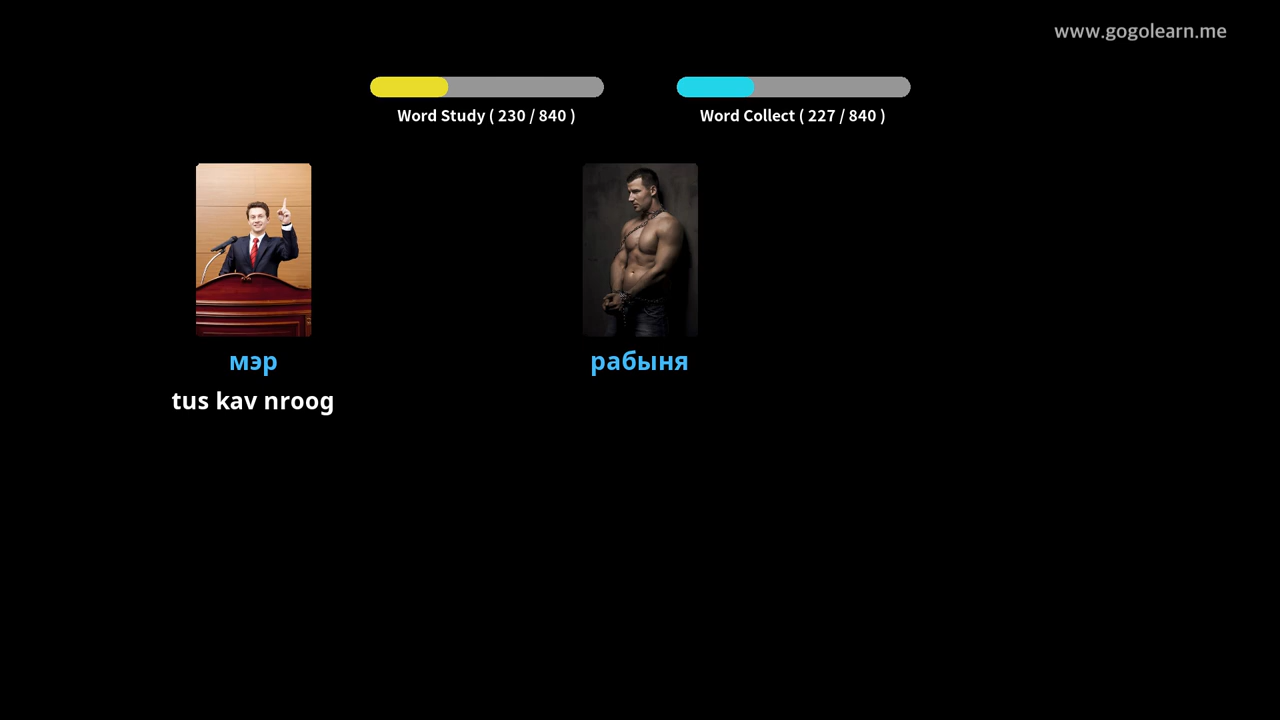 www.gogolearn.me
Word Study ( 230 / 840 )
Word Collect ( 227 / 840 )
мэр
рабыня
tus kav nroog